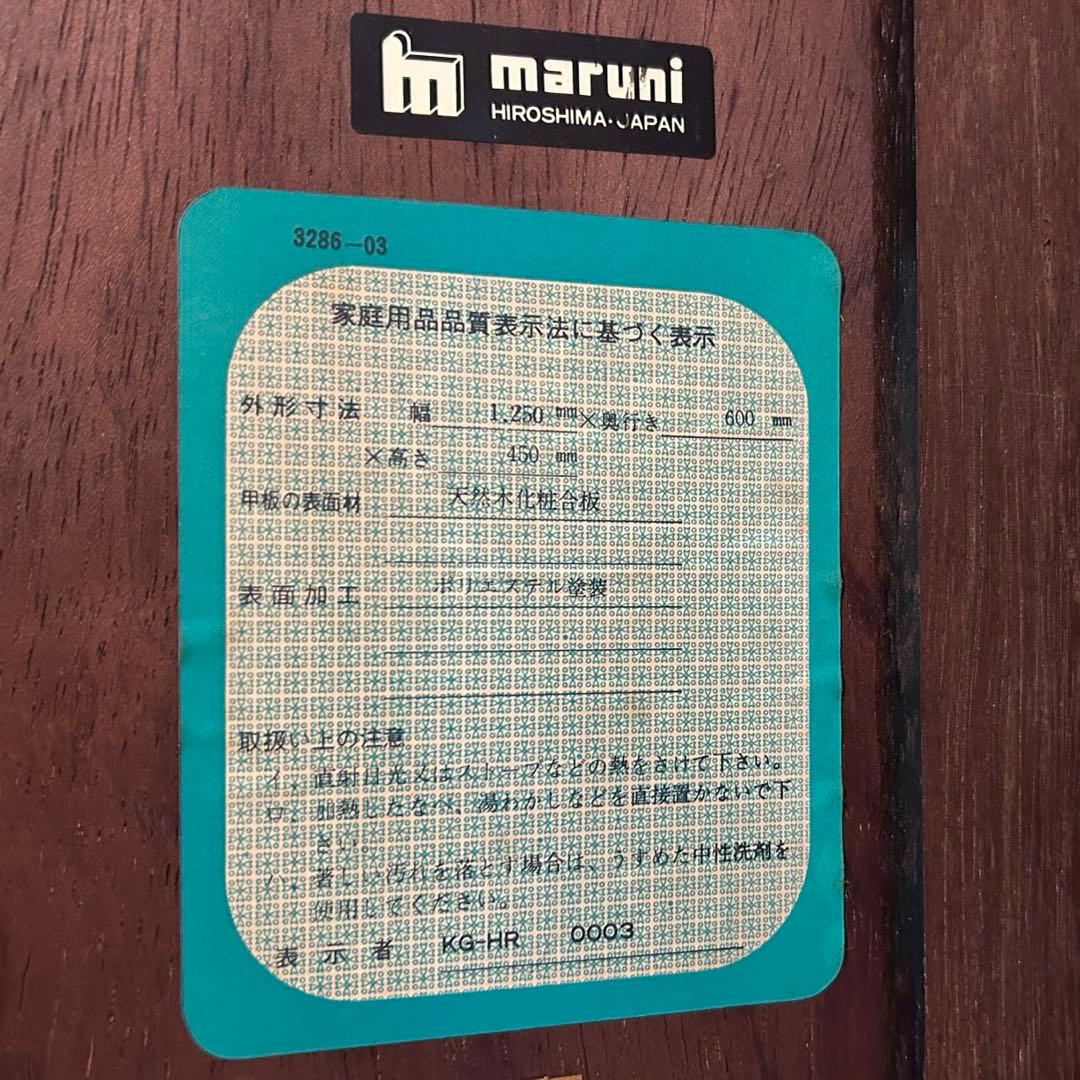 maruni
HIROSHIMA・JAPAN
3286-03
家庭用品品質表示法に基づく表示
外形寸法 幅 1,250 mm×奥行き 600 mm
×高さ 450 mm
甲板の表面材 天然木化粧合板
表面加工 ポリエステル塗装
取扱い上の注意
イ、直射日光又はストーブなどの熱をさけて下さい。
ロ、加熱したなべ、湯わかしなどを直接置かないで下
さい。
ハ、著しい汚れを落とす場合は、うすめた中性洗剤を
使用してください。
表示者 KG-HR 0003